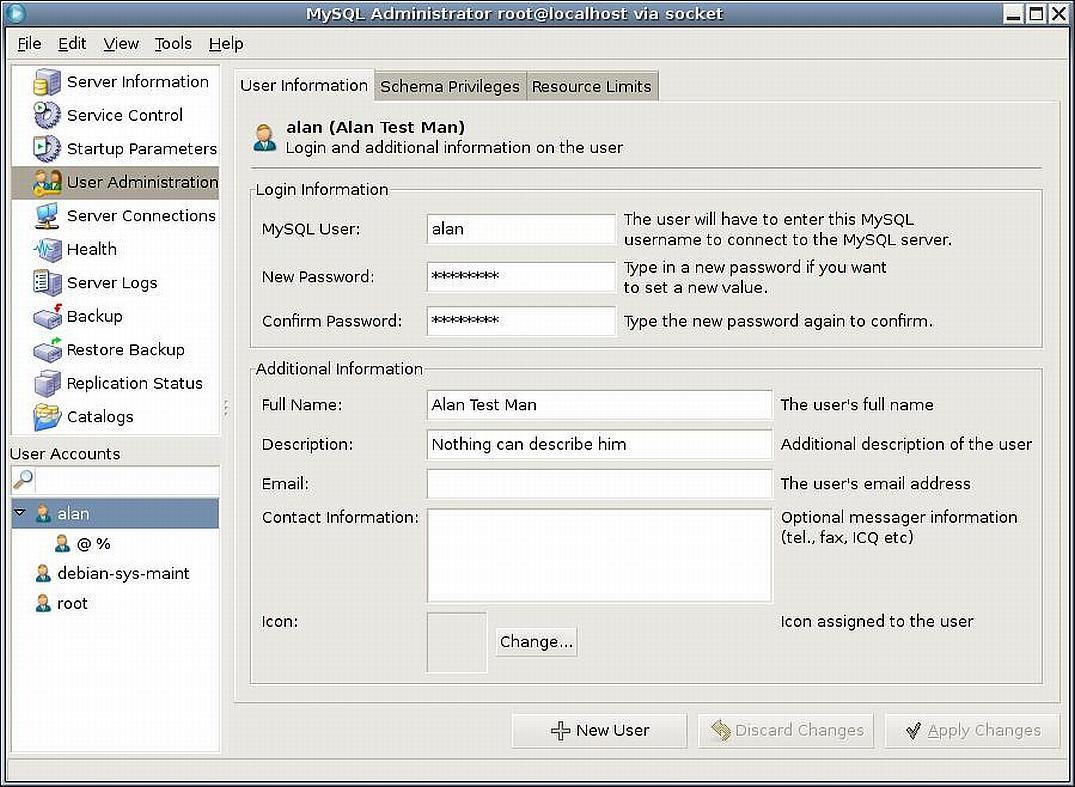 MySQL Administrator root@localhost via socket
File Edit View Tools Help
Server Information
Service Control
Startup Parameters
User Administration
Server Connections
Health
Server Logs
Backup
Restore Backup
Replication Status
Catalogs
User Accounts
alan
@ %
debian-sys-maint
root
User Information Schema Privileges Resource Limits
alan (Alan Test Man)
Login and additional information on the user
Login Information
MySQL User: alan
The user will have to enter this MySQL
username to connect to the MySQL server.
New Password: ********
Type in a new password if you want
to set a new value.
Confirm Password: ********
Type the new password again to confirm.
Additional Information
Full Name: Alan Test Man The user's full name
Description: Nothing can describe him Additional description of the user
Email: The user's email address
Contact Information: Optional messager information
(tel., fax, ICQ etc)
Icon: Icon assigned to the user
Change...
New User Discard Changes Apply Changes